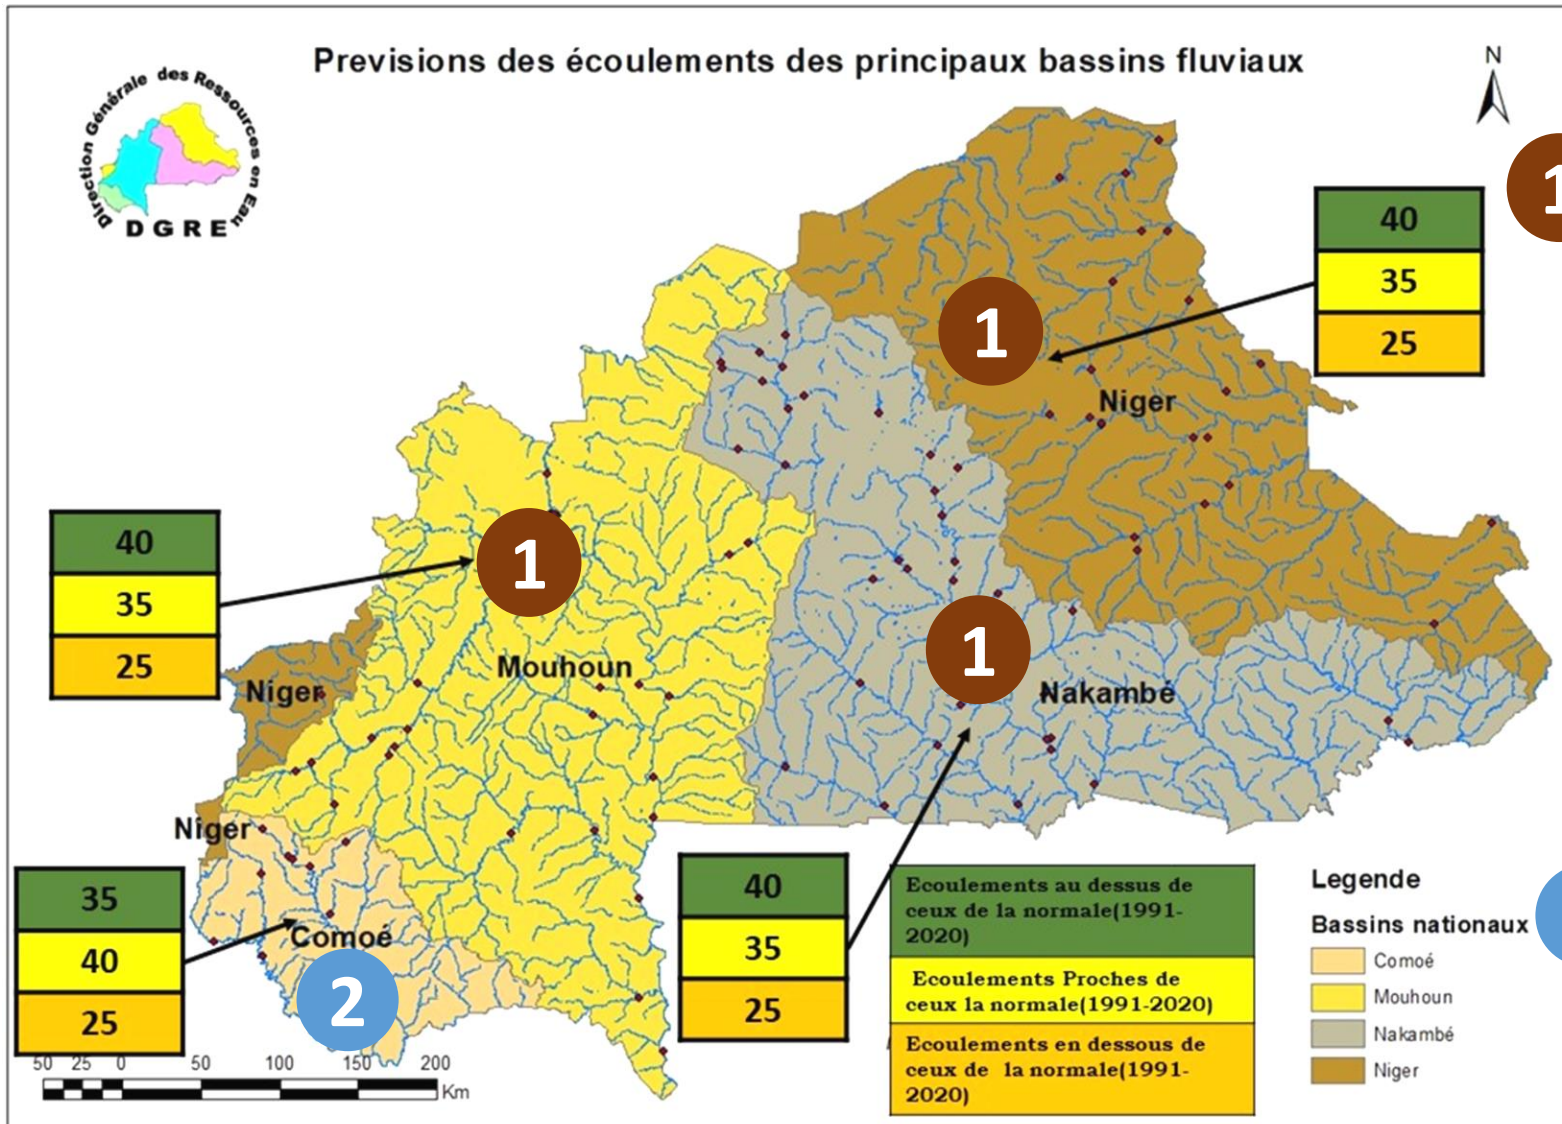 Previsions des écoulements des principaux bassins fluviaux
Direction Générale des Ressources en Eau
D G R E
N
1
40
35
25
1
Niger
40
35
25
1
Mouhoun
1
Nakambé
Niger
Niger
35
40
25
Comoé
2
40
35
25
Ecoulements au dessus de
ceux de la normale(1991-
2020)
Ecoulements Proches de
ceux la normale(1991-2020)
Ecoulements en dessous de
ceux de la normale(1991-
2020)
Legende
Bassins nationaux
Comoé
Mouhoun
Nakambé
Niger
50 25 0 50 100 150 200
Km